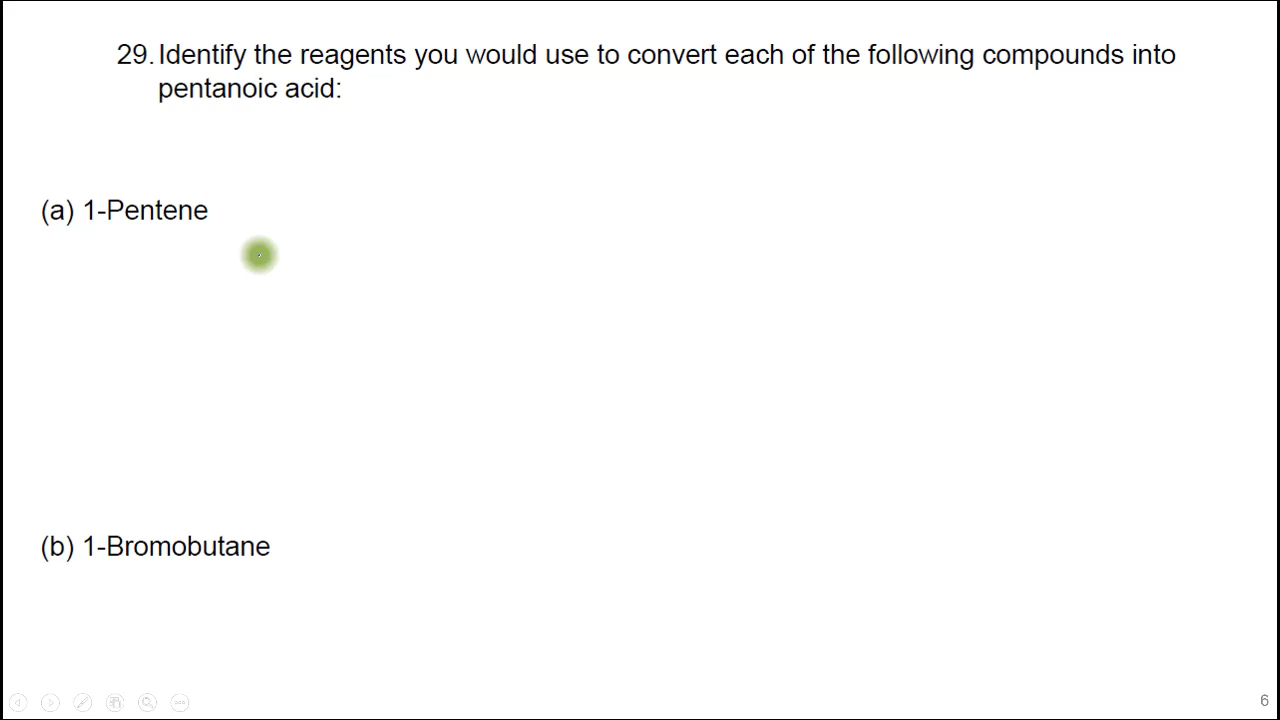 29. Identify the reagents you would use to convert each of the following compounds into
pentanoic acid:
(a) 1-Pentene
(b) 1-Bromobutane
6